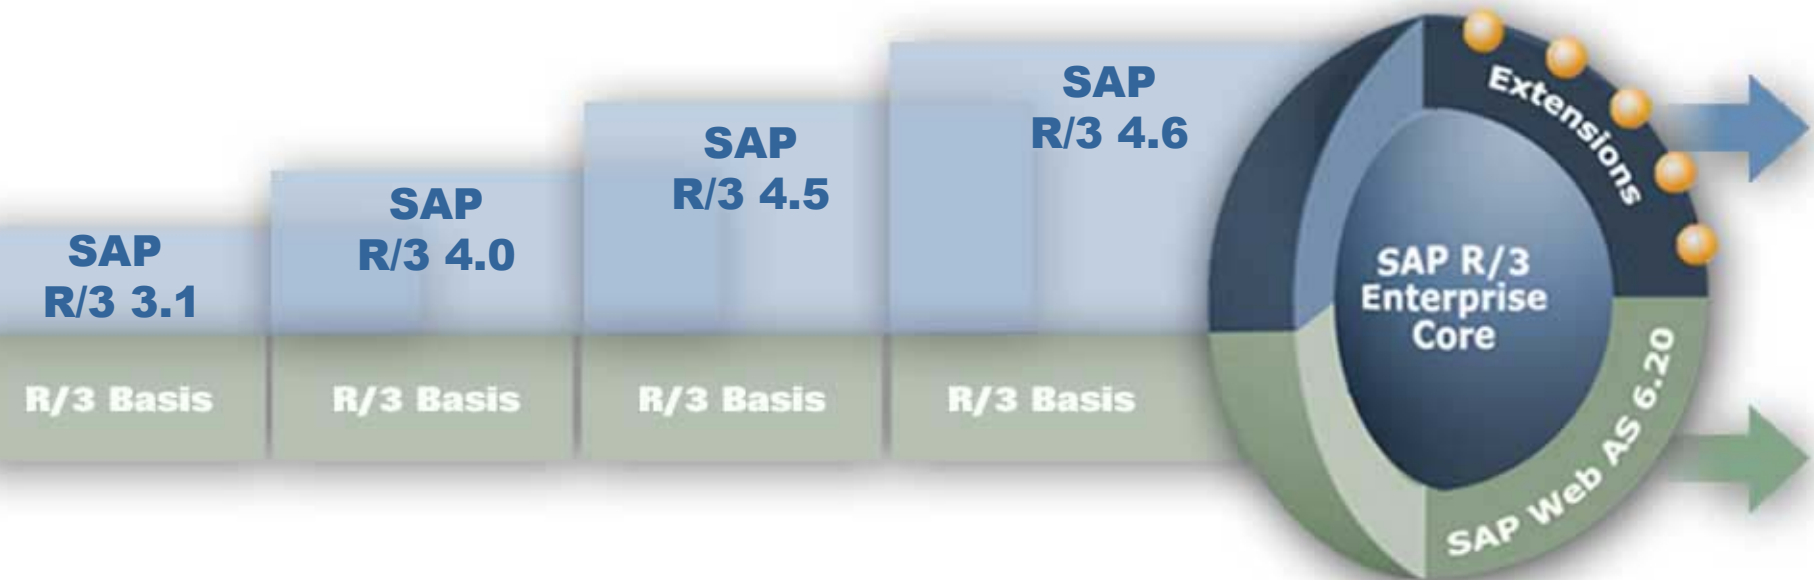 SAP
R/3 3.1
SAP
R/3 4.0
SAP
R/3 4.5
SAP
R/3 4.6
R/3 Basis
R/3 Basis
R/3 Basis
R/3 Basis
Extensions
SAP R/3
Enterprise
Core
SAP Web AS 6.20